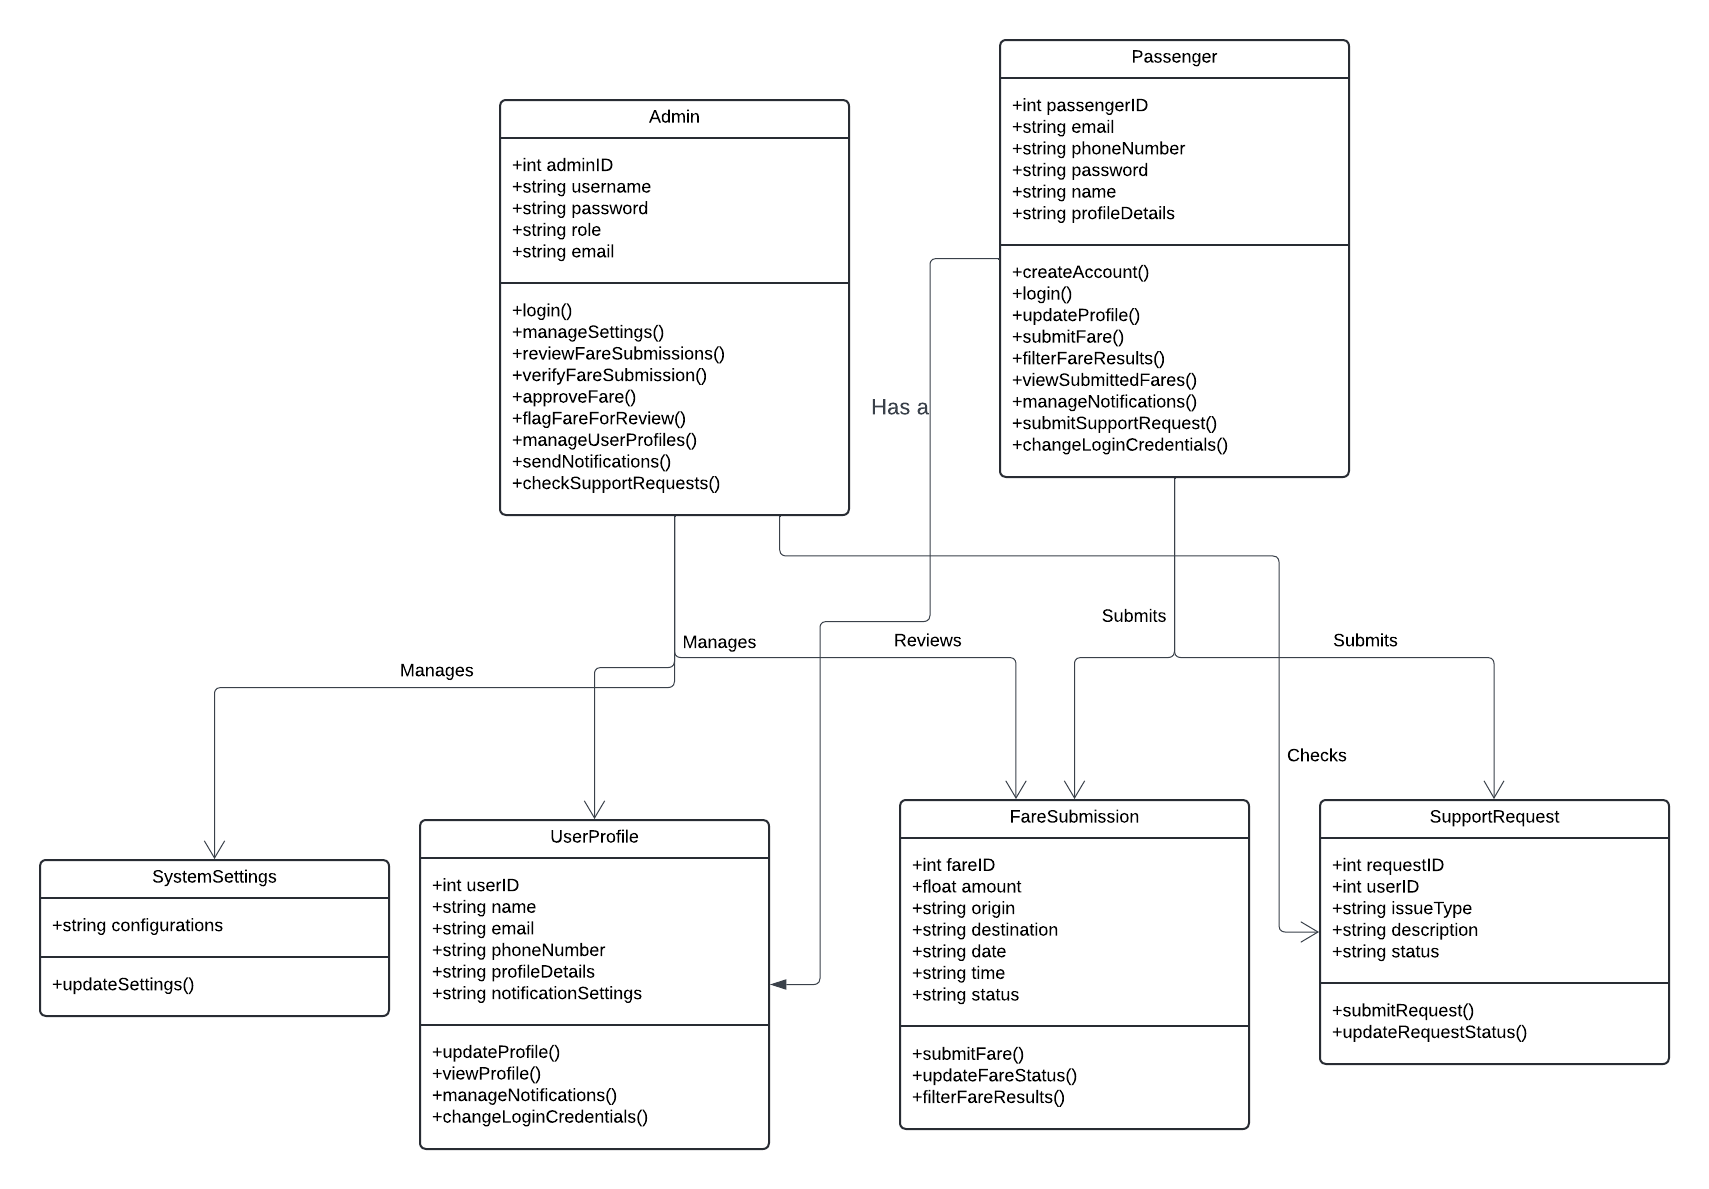 Passenger
+int passengerID
+string email
+string phoneNumber
+string password
+string name
+string profileDetails
+createAccount()
+login()
+updateProfile()
+submitFare()
+filterFareResults()
+viewSubmittedFares()
+manageNotifications()
+submitSupportRequest()
+changeLoginCredentials()
Admin
+int adminID
+string username
+string password
+string role
+string email
+login()
+manageSettings()
+reviewFareSubmissions()
+verifyFareSubmission()
+approveFare()
+flagFareForReview()
+manageUserProfiles()
+sendNotifications()
+checkSupportRequests()
Has a
Submits
Manages
Reviews
Submits
Manages
Checks
SystemSettings
+string configurations
+updateSettings()
UserProfile
+int userID
+string name
+string email
+string phoneNumber
+string profileDetails
+string notificationSettings
+updateProfile()
+viewProfile()
+manageNotifications()
+changeLoginCredentials()
FareSubmission
+int fareID
+float amount
+string origin
+string destination
+string date
+string time
+string status
+submitFare()
+updateFareStatus()
+filterFareResults()
SupportRequest
+int requestID
+int userID
+string issueType
+string description
+string status
+submitRequest()
+updateRequestStatus()